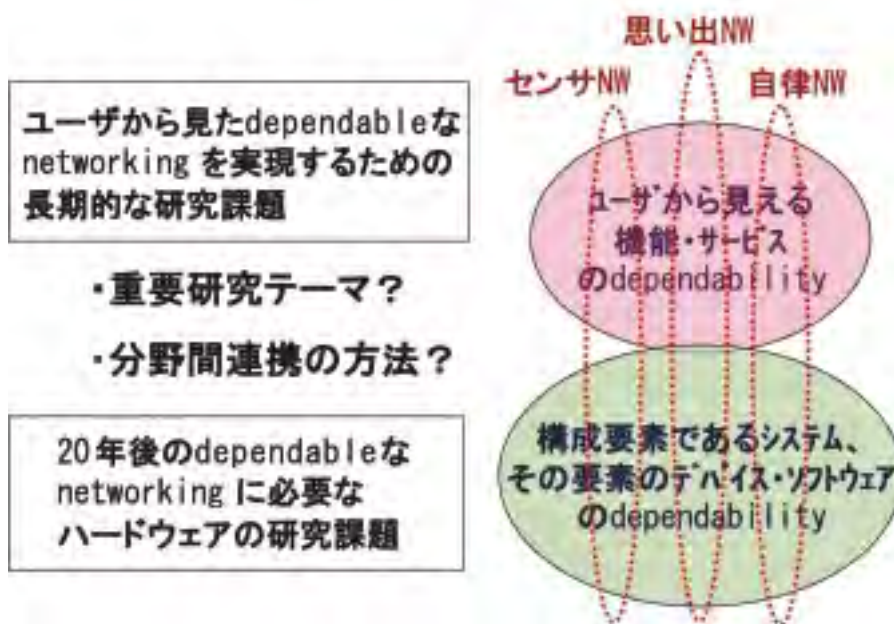 ユーザから見たdependableな
networking を実現するための
長期的な研究課題
・重要研究テーマ?
・分野間連携の方法?
20年後のdependableな
networking に必要な
ハードウェアの研究課題
思い出NW
センサNW
自律NW
ユーザから見える
機能・サービス
のdependability
構成要素であるシステム、
その要素のデバイス・ソフトウェア
のdependability